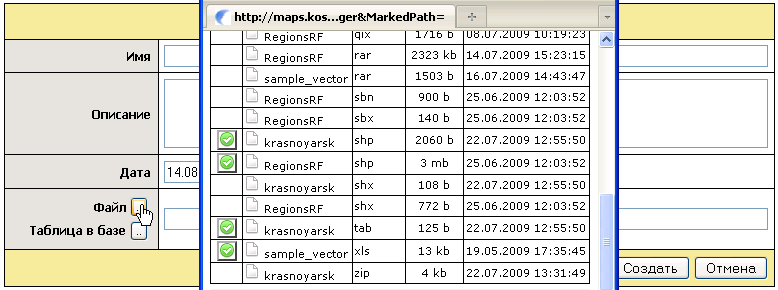 http://maps.kos...ger&MarkedPath=
RegionsRF qix 1716 b 08.07.2009 10:19:23
RegionsRF rar 2323 kb 14.07.2009 15:23:15
sample_vector rar 1503 b 16.07.2009 14:43:47
RegionsRF sbn 900 b 25.06.2009 12:03:52
RegionsRF sbx 140 b 25.06.2009 12:03:52
krasnoyarsk shp 2060 b 22.07.2009 12:55:50
RegionsRF shp 3 mb 25.06.2009 12:03:52
krasnoyarsk shx 108 b 22.07.2009 12:55:50
RegionsRF shx 772 b 25.06.2009 12:03:52
krasnoyarsk tab 125 b 22.07.2009 12:55:50
sample_vector xls 13 kb 19.05.2009 17:35:45
krasnoyarsk zip 4 kb 22.07.2009 13:31:49
Имя
Описание
Дата 14.08
Файл ..
Таблица в базе ..
Создать Отмена